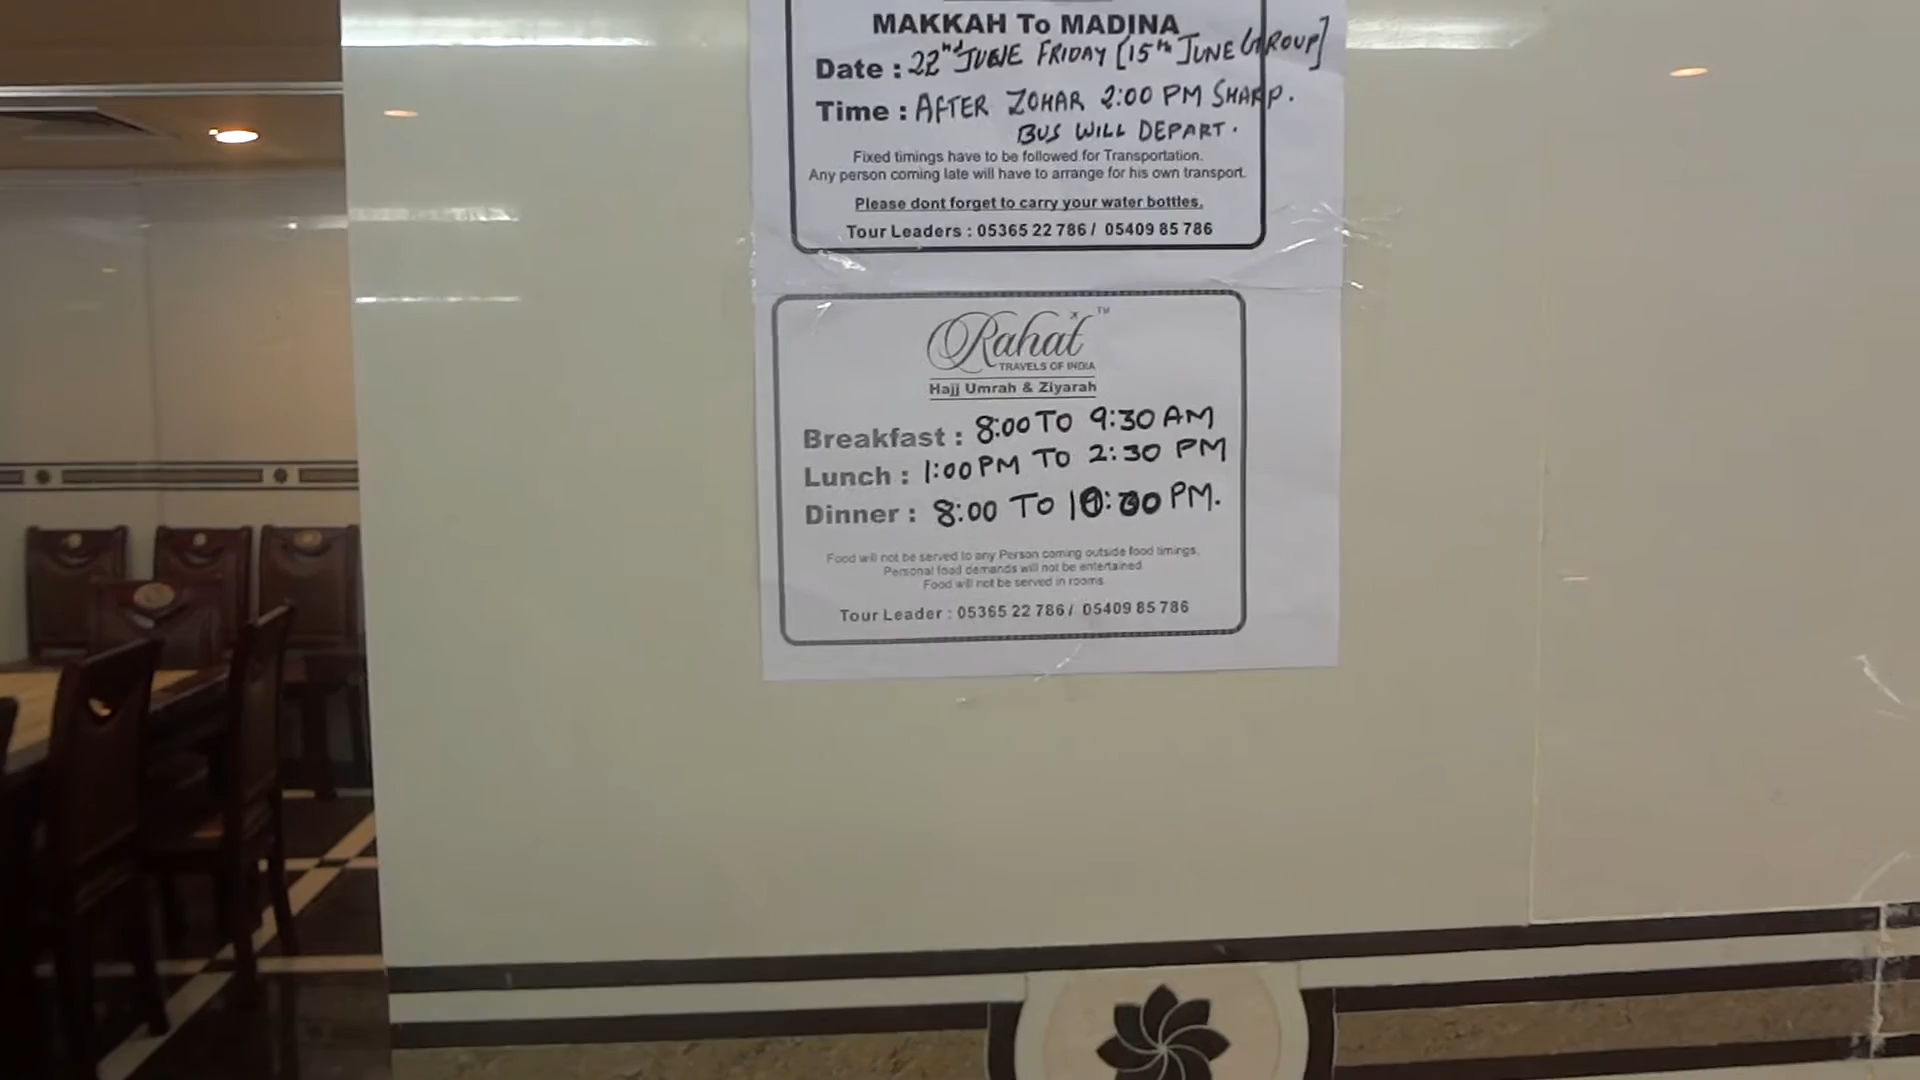 MAKKAH To MADINA
Date : 22nd JUNE FRIDAY [15th JUNE GROUP]
Time : AFTER ZOHAR 2:00 PM SHARP.
BUS WILL DEPART.
Fixed timings have to be followed for Transportation.
Any person coming late will have to arrange for his own transport.
Please dont forget to carry your water bottles.
Tour Leaders : 05365 22 786 / 05409 85 786
Rahat TM
TRAVELS OF INDIA
Hajj Umrah & Ziyarah
Breakfast : 8:00 TO 9:30 AM
Lunch : 1:00 PM TO 2:30 PM
Dinner : 8:00 TO 10:00 PM.
Food will not be served to any Person coming outside food timings.
Personal food demands will not be entertained.
Food will not be served in rooms.
Tour Leader : 05365 22 786 / 05409 85 786